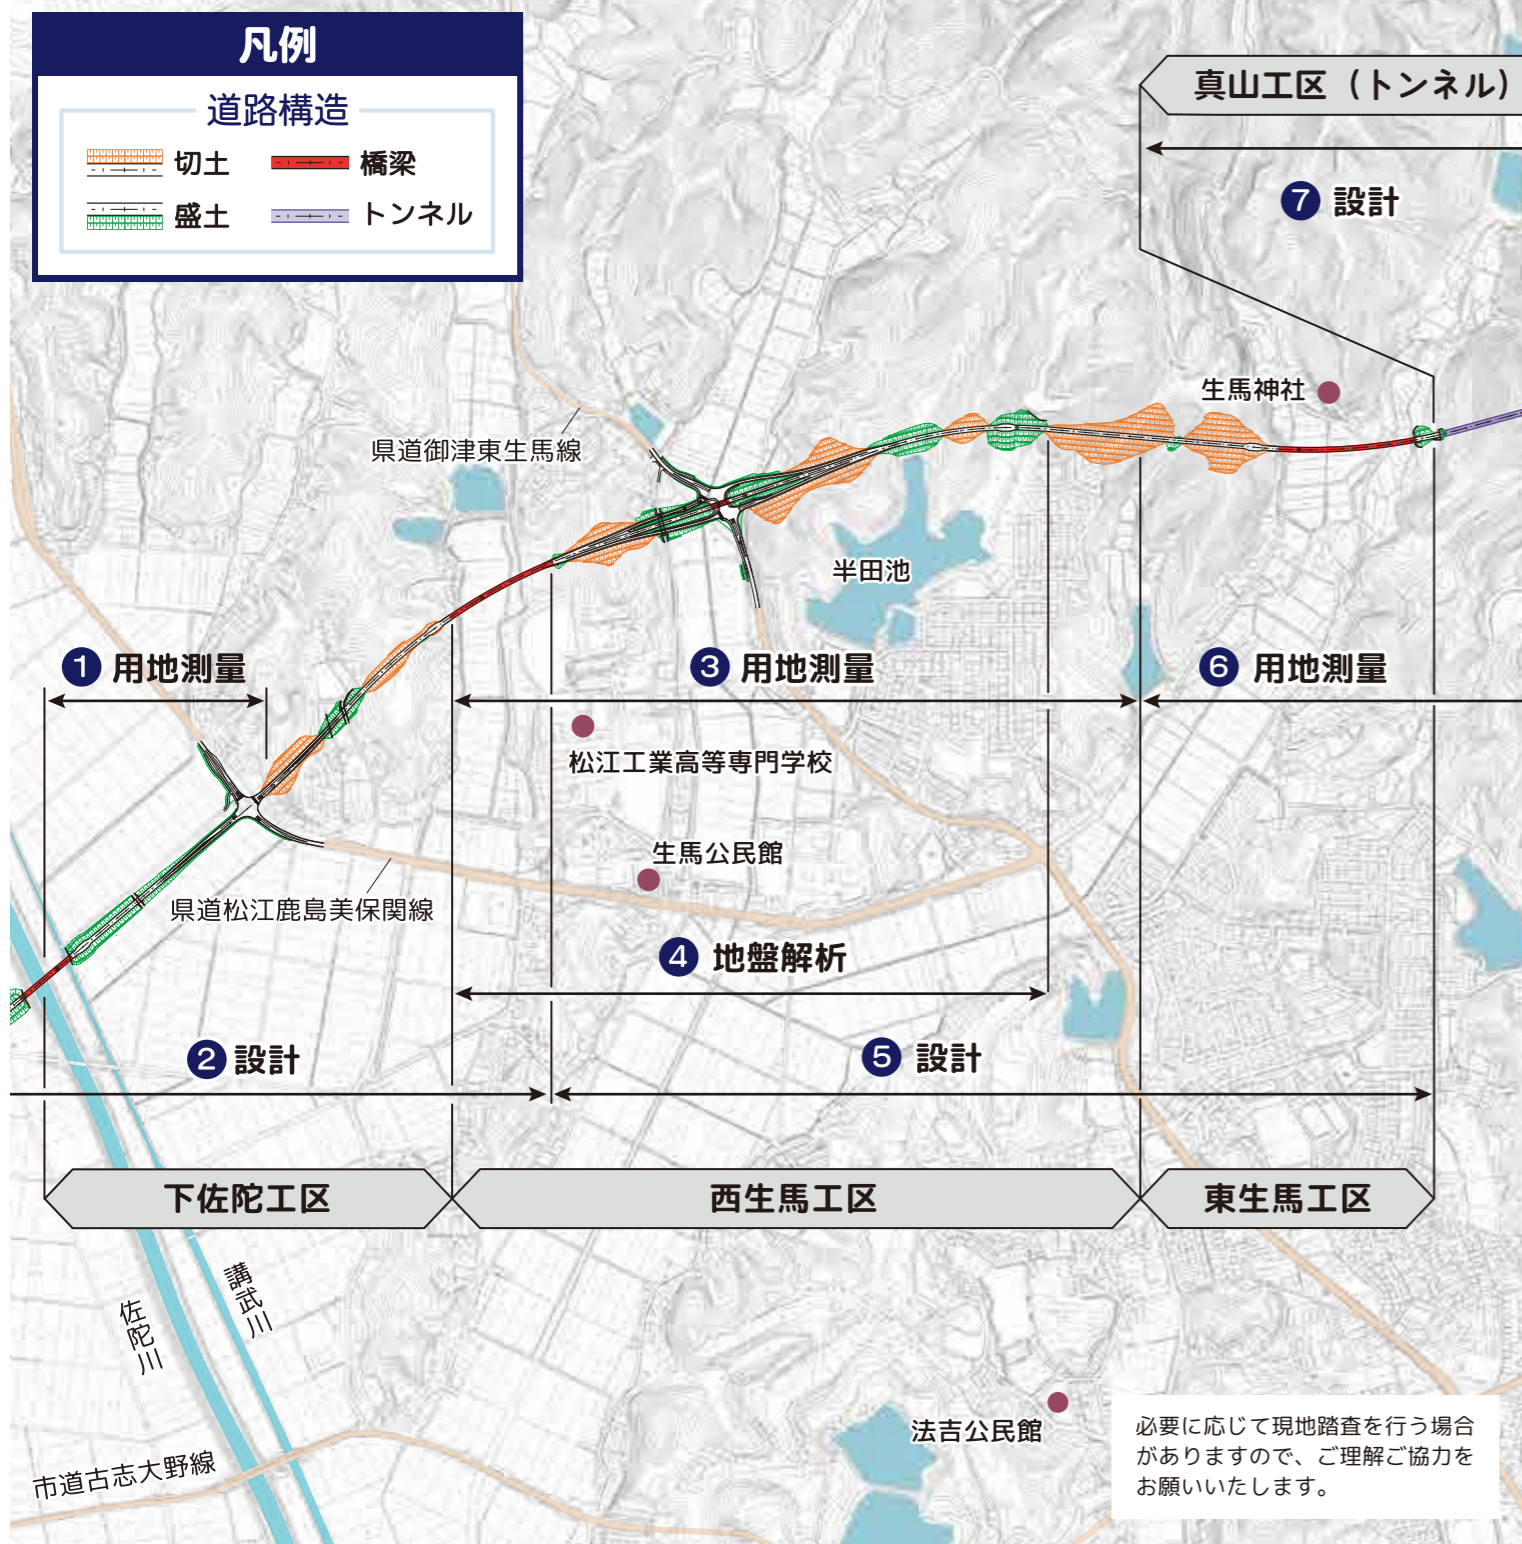 凡例
道路構造
切土
橋梁
盛土
トンネル
真山工区（トンネル）
❼ 設計
生馬神社
県道御津東生馬線
半田池
❶ 用地測量
❸ 用地測量
❻ 用地測量
松江工業高等専門学校
生馬公民館
県道松江鹿島美保関線
❹ 地盤解析
❷ 設計
❺ 設計
下佐陀工区
西生馬工区
東生馬工区
講武川
佐陀川
法吉公民館
市道古志大野線
必要に応じて現地踏査を行う場合
がありますので、ご理解ご協力を
お願いいたします。